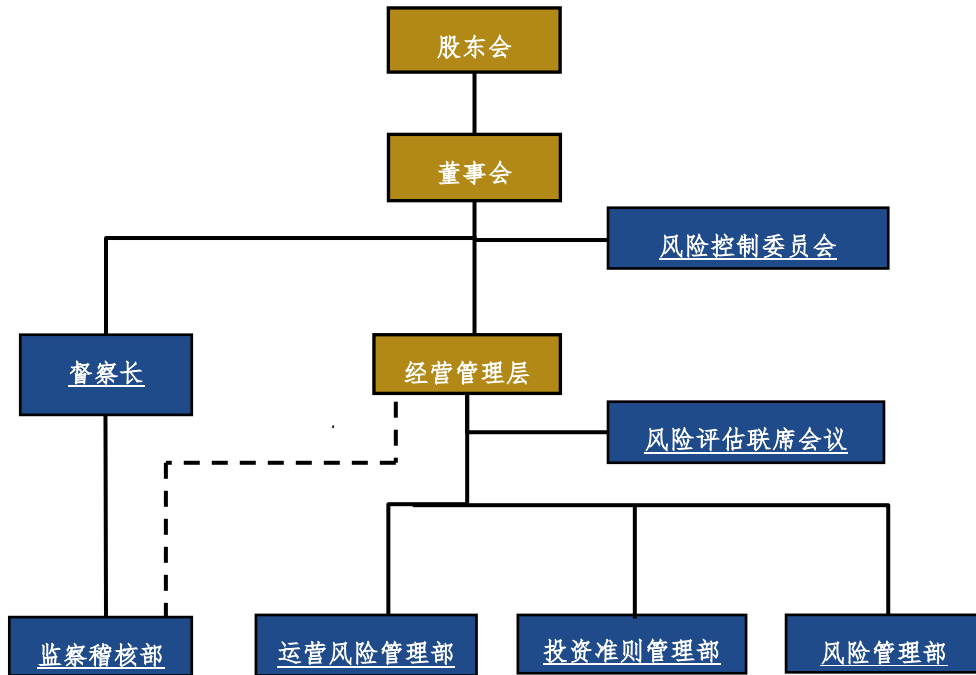 股东会
董事会
风险控制委员会
督察长
经营管理层
风险评估联席会议
监察稽核部
运营风险管理部
投资准则管理部
风险管理部